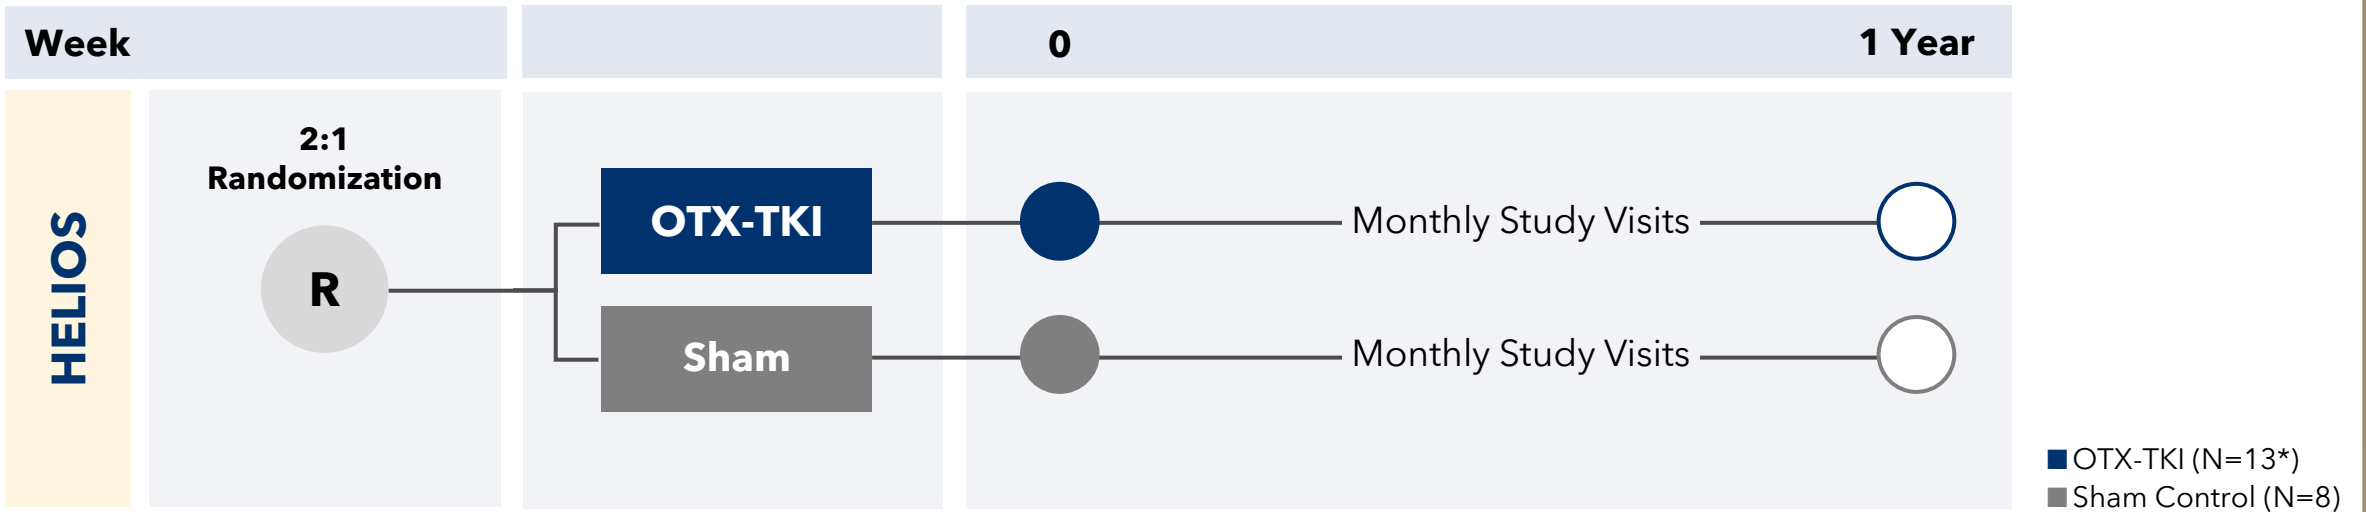 Week
0
1 Year
HELIOS
2:1
Randomization
R
OTX-TKI
Monthly Study Visits
Sham
Monthly Study Visits
OTX-TKI (N=13*)
Sham Control (N=8)